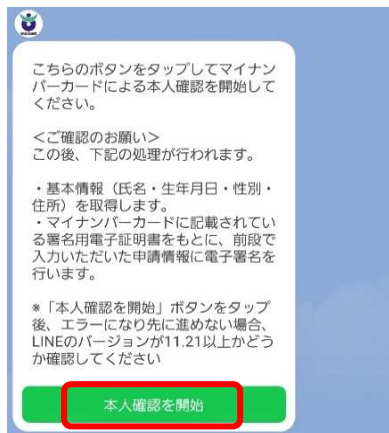 こちらのボタンをタップしてマイナン
バーカードによる本人確認を開始して
ください。
＜ご確認のお願い＞
この後、下記の処理が行われます。
・基本情報（氏名・生年月日・性別・
住所）を取得します。
・マイナンバーカードに記載されてい
る署名用電子証明書をもとに、前段で
入力いただいた申請情報に電子署名を
行います。
※「本人確認を開始」ボタンをタップ
後、エラーになり先に進めない場合、
LINEのバージョンが11.21以上かどう
か確認してください
本人確認を開始